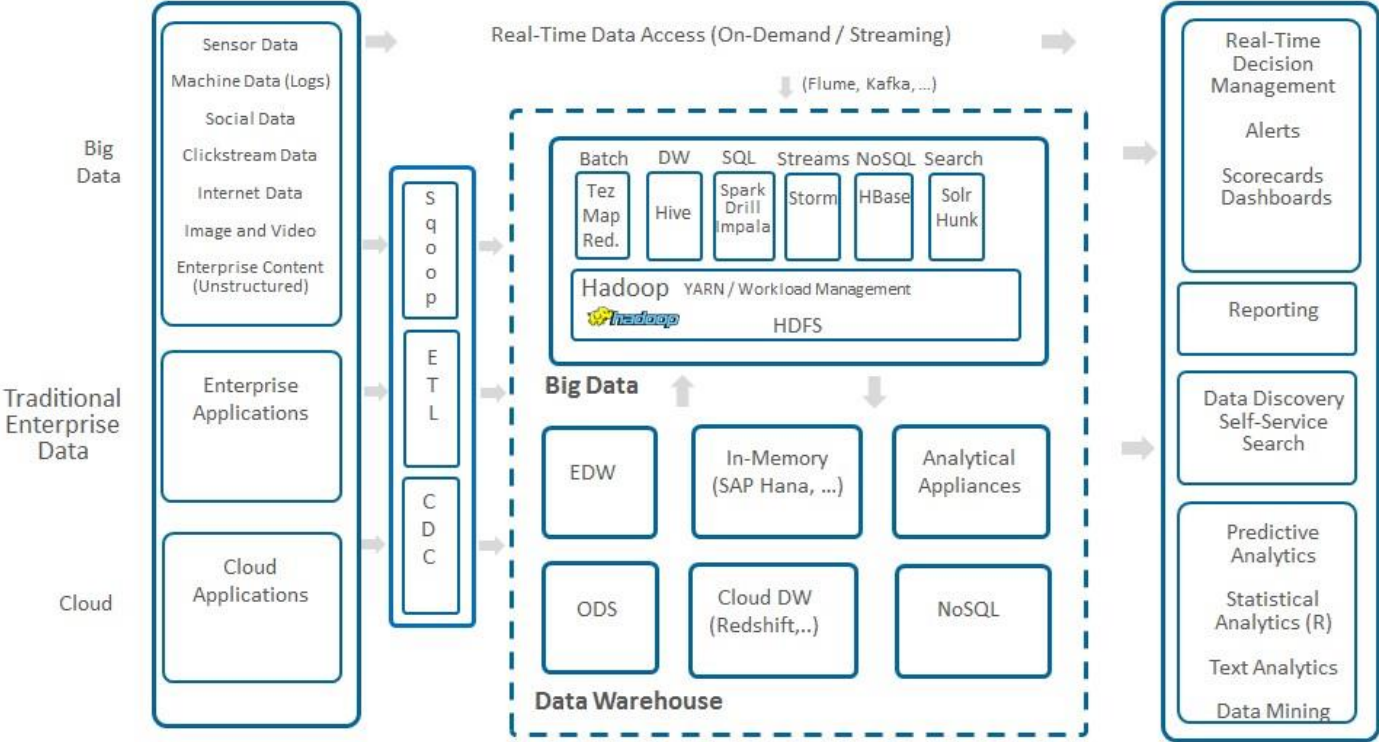 Big
Data
Traditional
Enterprise
Data
Cloud
Sensor Data
Machine Data (Logs)
Social Data
Clickstream Data
Internet Data
Image and Video
Enterprise Content
(Unstructured)
Enterprise
Applications
Cloud
Applications
Sqoop
ETL
CDC
Real-Time Data Access (On-Demand / Streaming)
(Flume, Kafka, ...)
Batch
Tez
Map
Red.
DW
Hive
SQL
Spark
Drill
Impala
Streams
Storm
NoSQL
HBase
Search
Solr
Hunk
Hadoop YARN / Workload Management
hadoop
HDFS
Big Data
EDW
In-Memory
(SAP Hana, ...)
Analytical
Appliances
ODS
Cloud DW
(Redshift,..)
NoSQL
Data Warehouse
Real-Time
Decision
Management
Alerts
Scorecards
Dashboards
Reporting
Data Discovery
Self-Service
Search
Predictive
Analytics
Statistical
Analytics (R)
Text Analytics
Data Mining